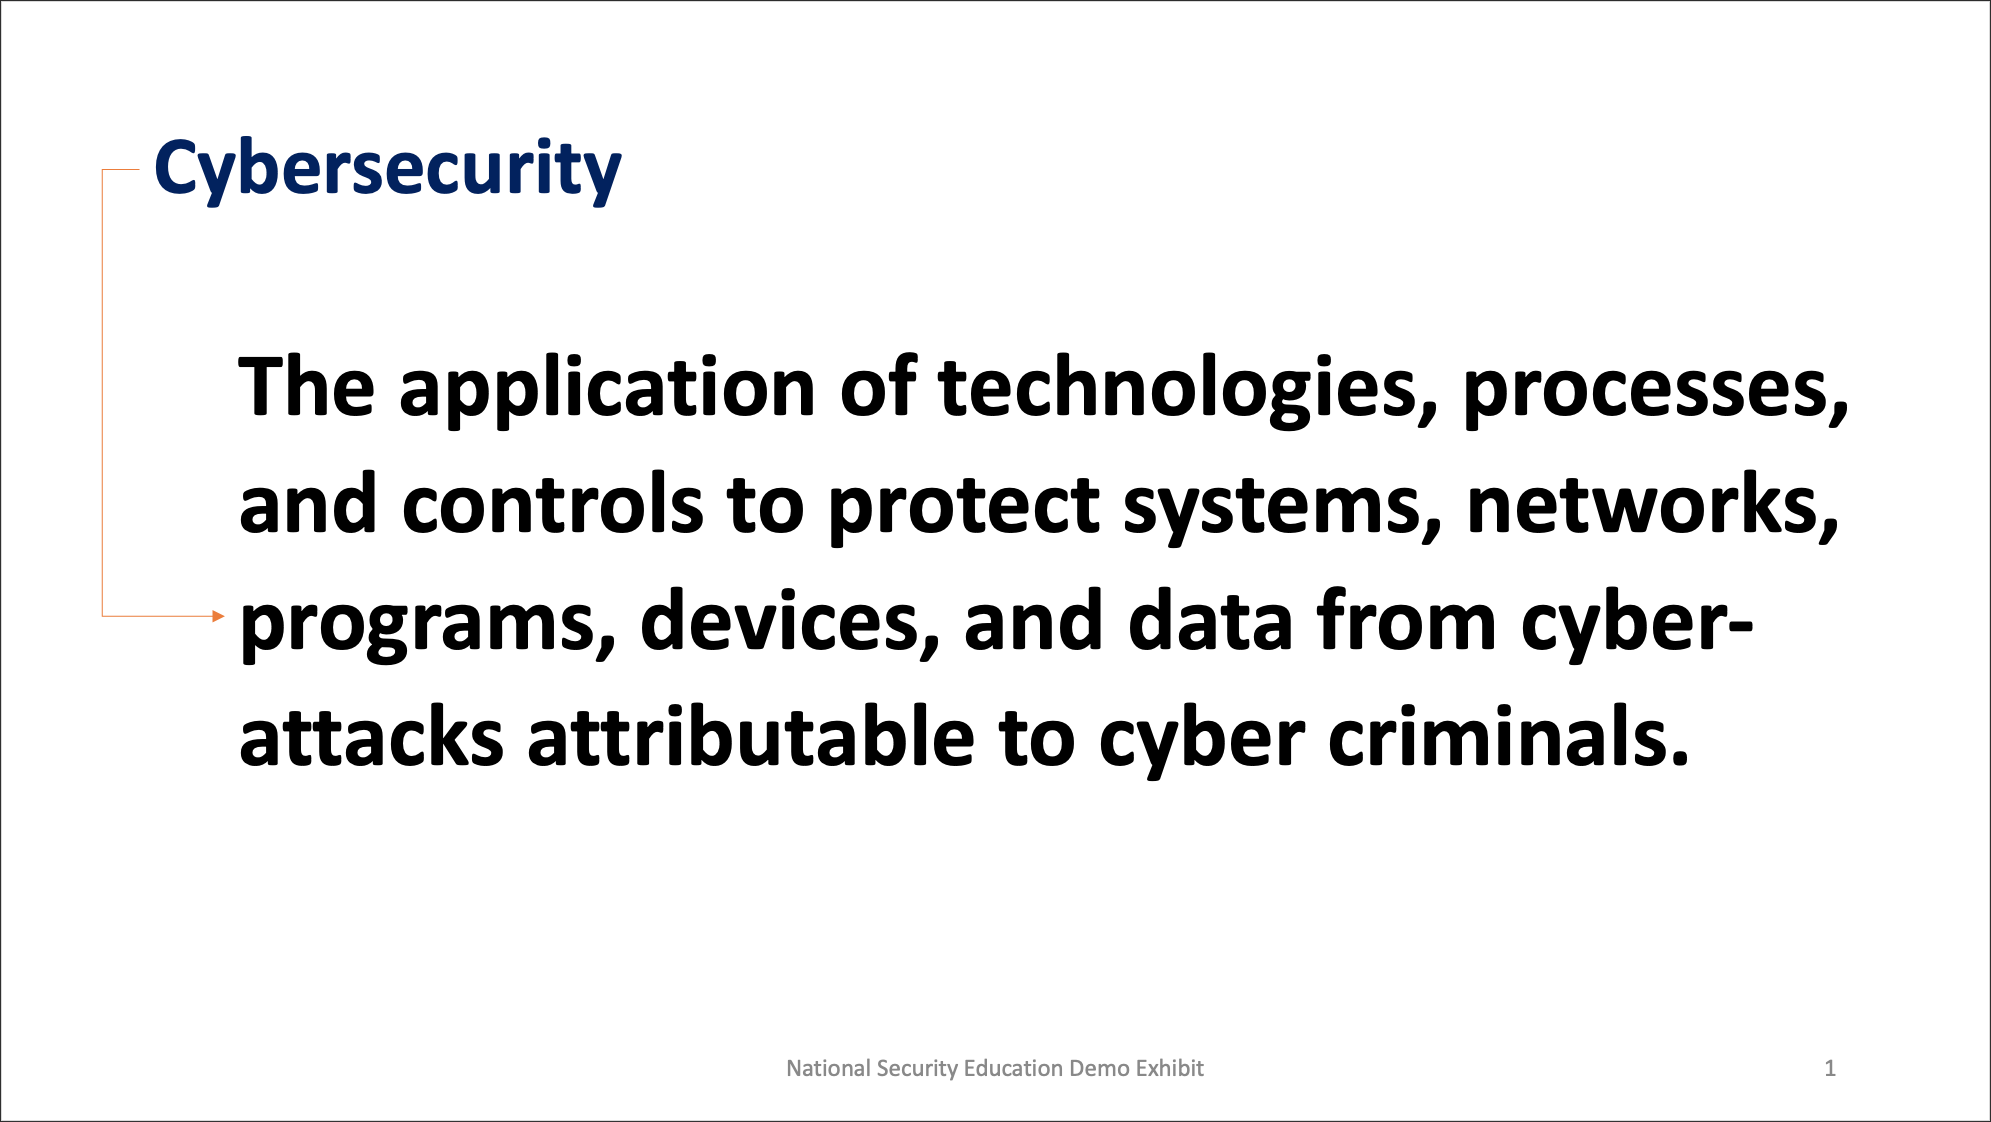 Cybersecurity
The application of technologies, processes,
and controls to protect systems, networks,
programs, devices, and data from cyber-
attacks attributable to cyber criminals.
National Security Education Demo Exhibit
1